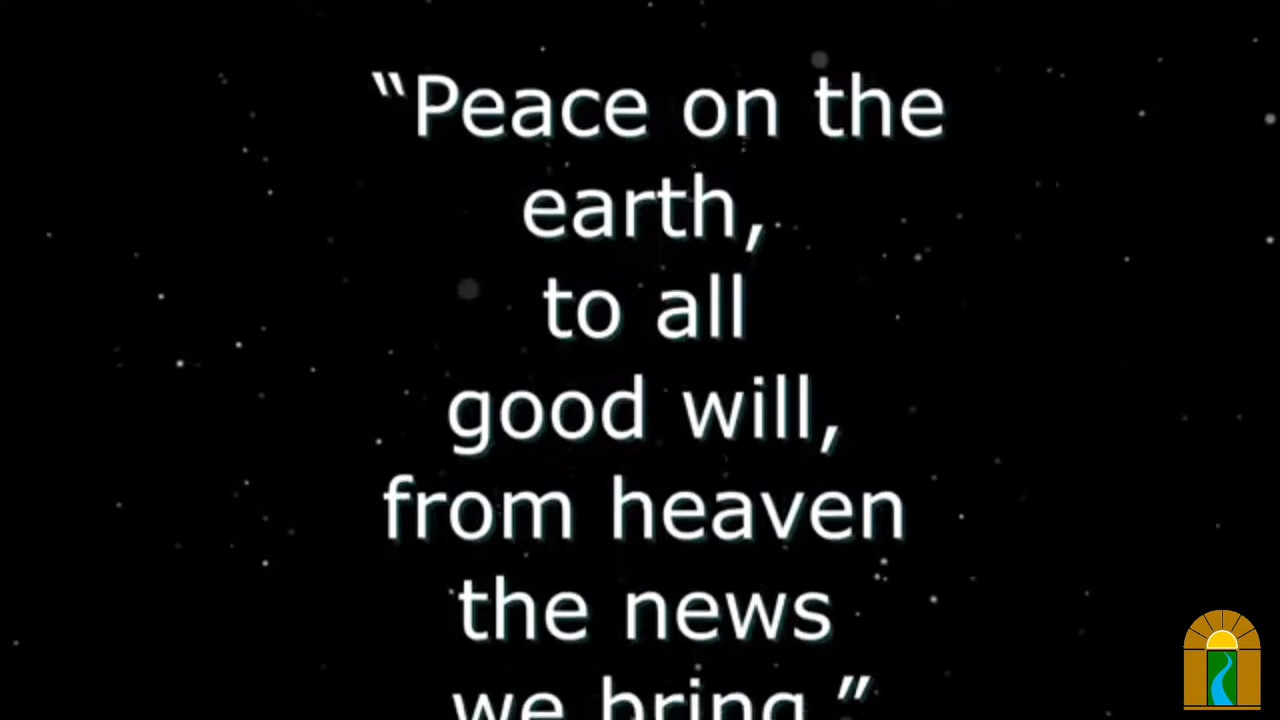 “Peace on the
earth,
to all
good will,
from heaven
the news
we bring.”